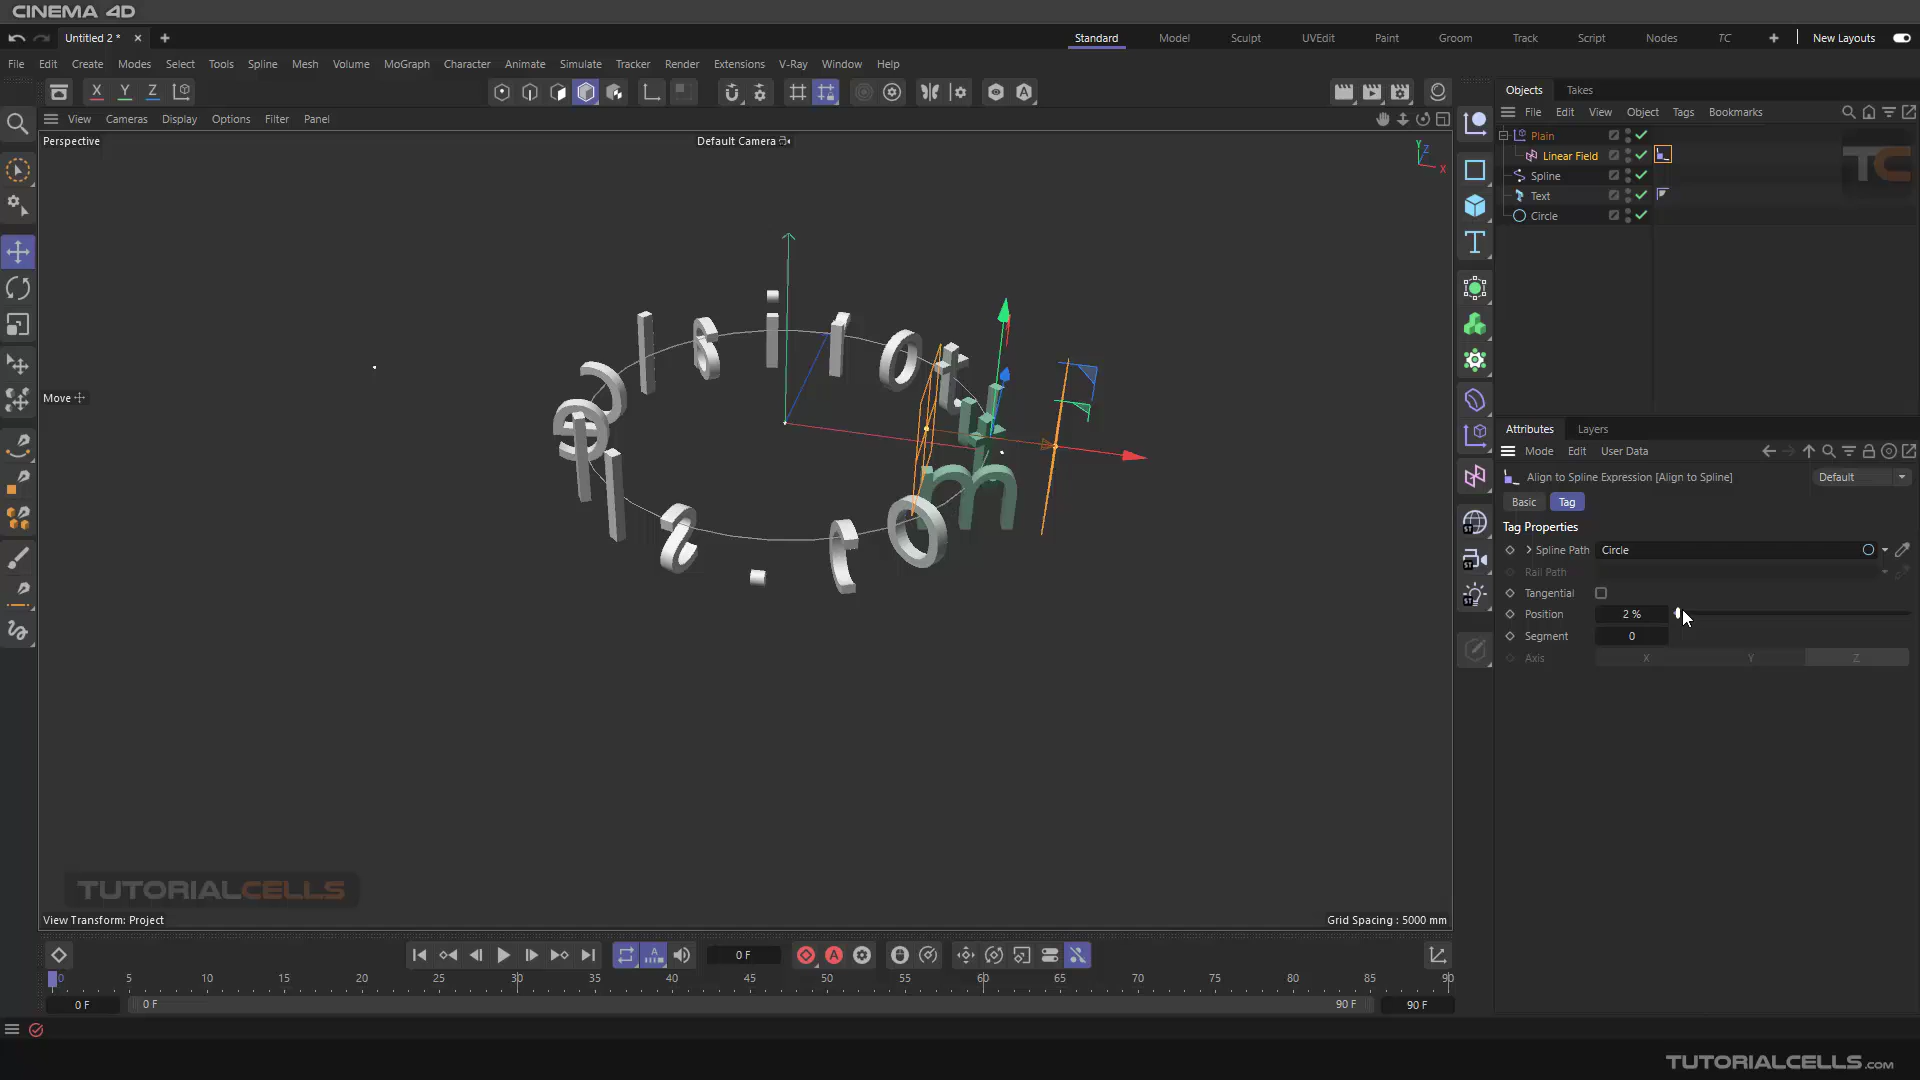 CINEMA 4D
Untitled 2 *
Standard Model Sculpt UVEdit Paint Groom Track Script Nodes TC New Layouts
File Edit Create Modes Select Tools Spline Mesh Volume MoGraph Character Animate Simulate Tracker Render Extensions V-Ray Window Help
X Y Z
Objects Takes
View Cameras Display Options Filter Panel
File Edit View Object Tags Bookmarks
Perspective
Default Camera
Y Z X
Plain
Linear Field
Spline
Text
Circle
TC
Move
Attributes Layers
Mode Edit User Data
Align to Spline Expression [Align to Spline]
Default
Basic Tag
Tag Properties
Spline Path Circle
Rail Path
Tangential
Position 2 %
Segment 0
Axis X Y Z
ST
ST
ST
TUTORIALCELLS
View Transform: Project
Grid Spacing : 5000 mm
0 F
0 5 10 15 20 25 30 35 40 45 50 55 60 65 70 75 80 85 90
0 F 0 F 90 F 90 F
TUTORIALCELLS.com